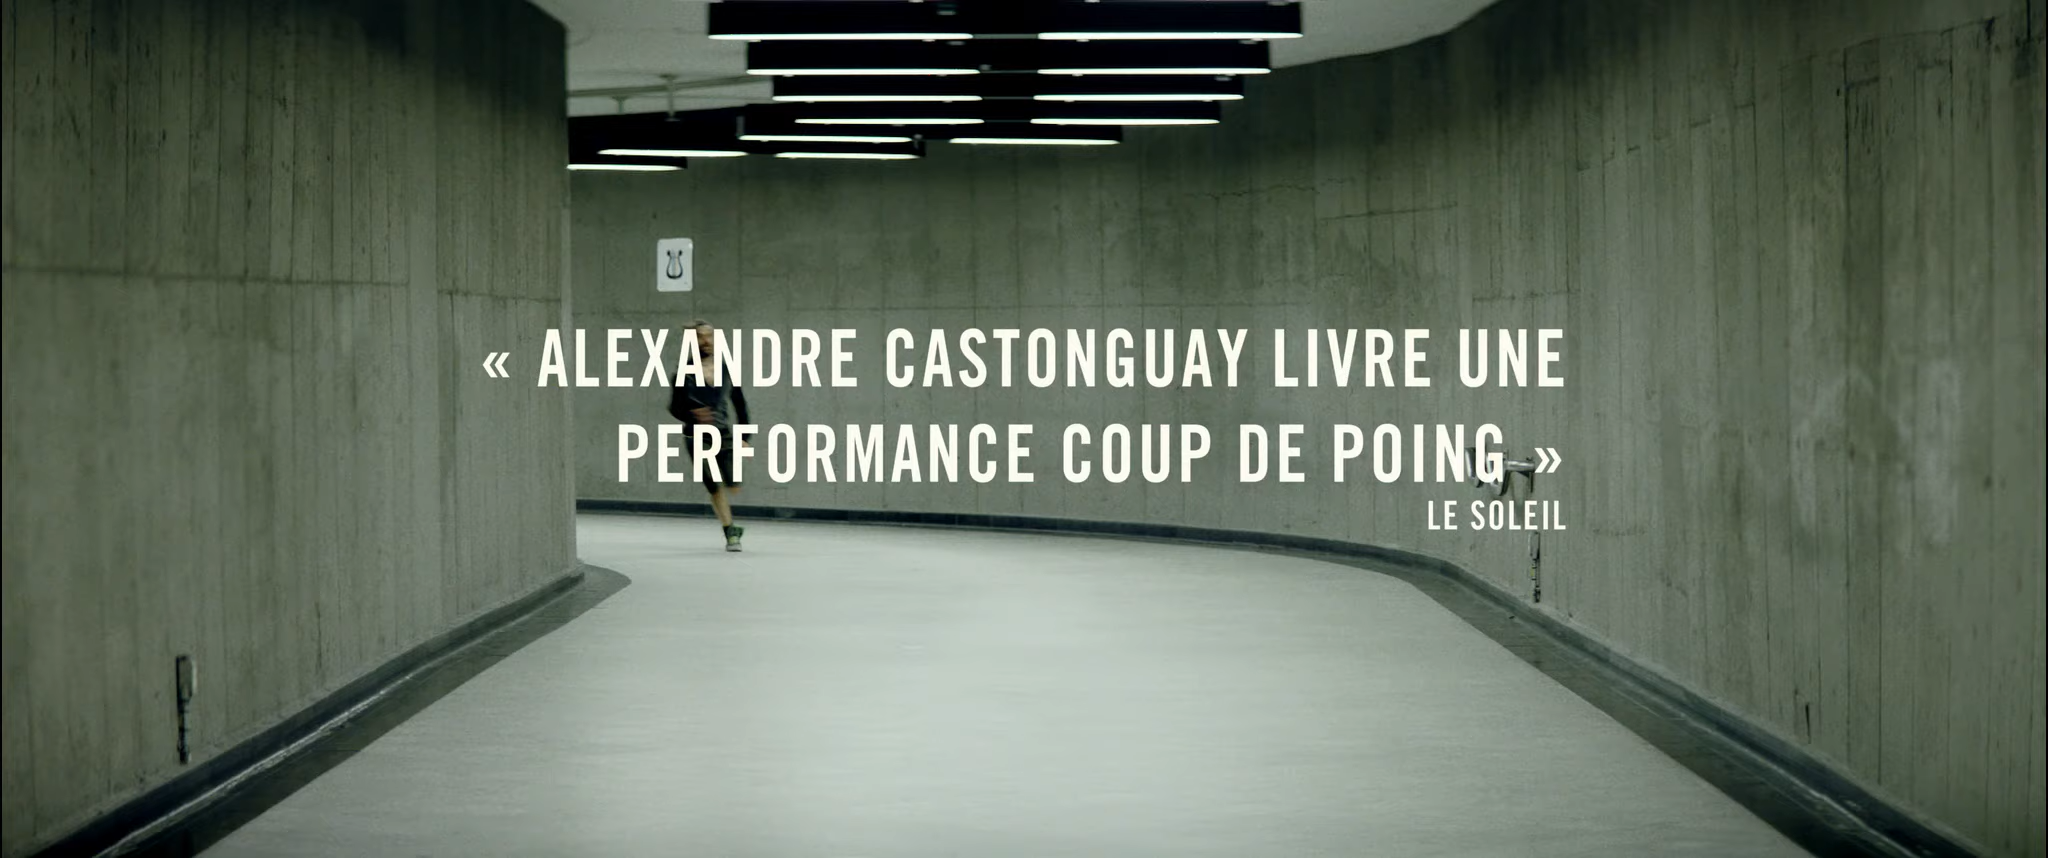 « ALEXANDRE CASTONGUAY LIVRE UNE
PERFORMANCE COUP DE POING »
LE SOLEIL